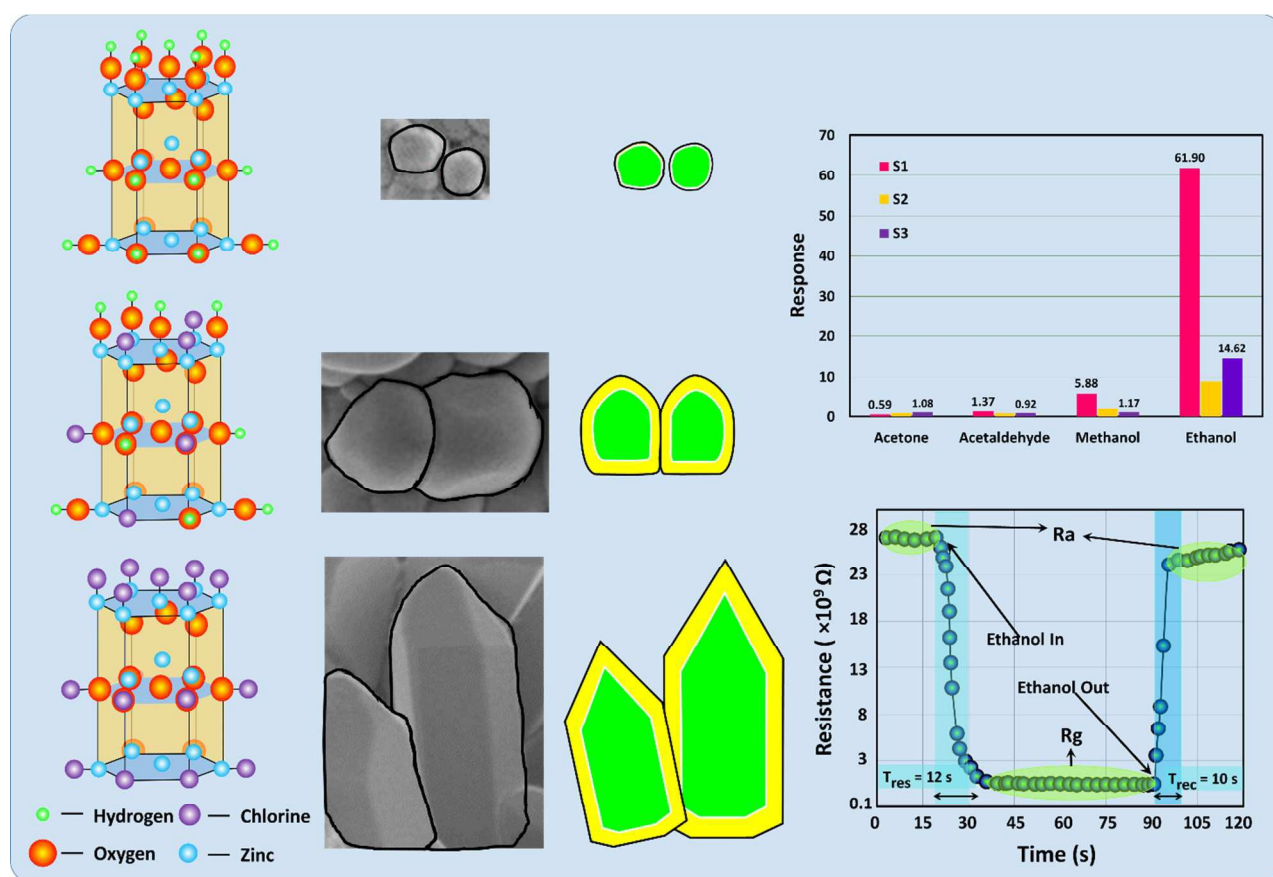 Hydrogen
Chlorine
Oxygen
Zinc
70
60
50
40
30
20
10
0
Response
S1
S2
S3
0.59
1.08
1.37
0.92
5.88
1.17
61.90
14.62
Acetone
Acetaldehyde
Methanol
Ethanol
28
23
18
13
8
3
0.1
Resistance ( ×10⁹ Ω)
Ra
Ethanol In
Ethanol Out
Rg
Tres = 12 s
Trec = 10 s
0 15 30 45 60 75 90 105 120
Time (s)